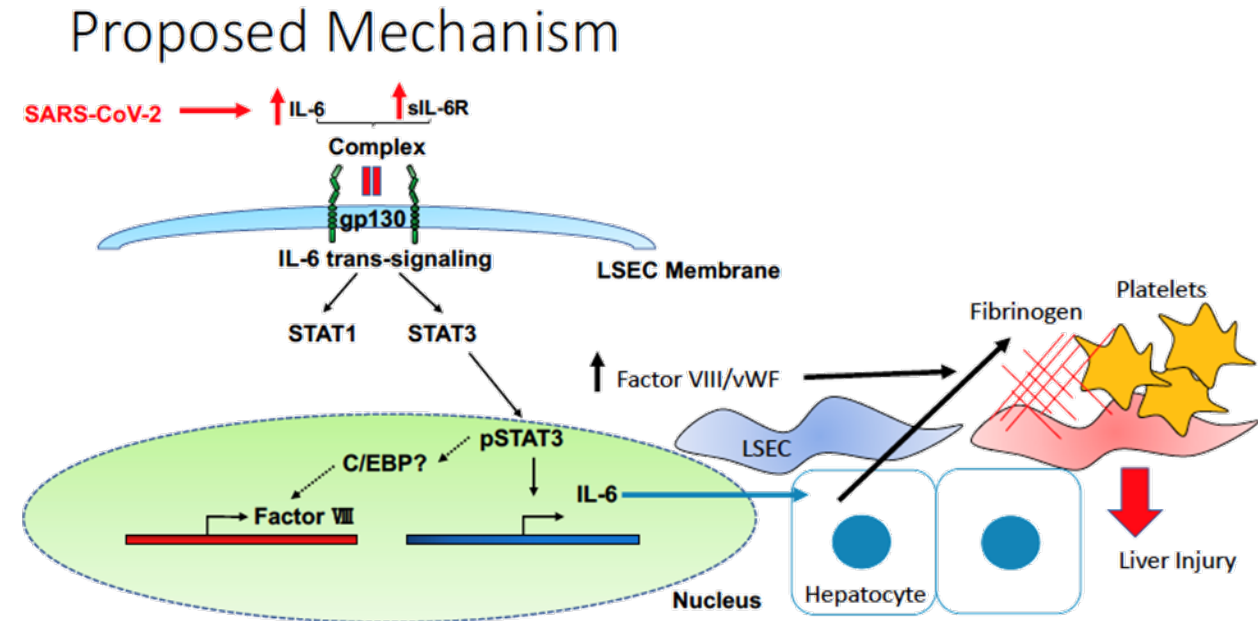 Proposed Mechanism
SARS-CoV-2
IL-6
sIL-6R
Complex
gp130
IL-6 trans-signaling
LSEC Membrane
STAT1
STAT3
Factor VIII/vWF
Fibrinogen
Platelets
LSEC
pSTAT3
C/EBP?
IL-6
Factor Ⅷ
Liver Injury
Hepatocyte
Nucleus